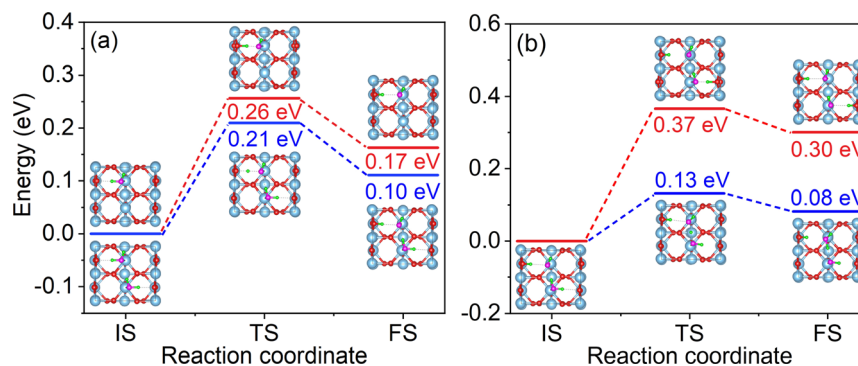 (a)
0.4
0.3
0.2
0.1
0.0
-0.1
Energy (eV)
0.26 eV
0.21 eV
0.17 eV
0.10 eV
IS
TS
FS
Reaction coordinate
(b)
0.6
0.4
0.2
0.0
-0.2
0.37 eV
0.30 eV
0.13 eV
0.08 eV
IS
TS
FS
Reaction coordinate